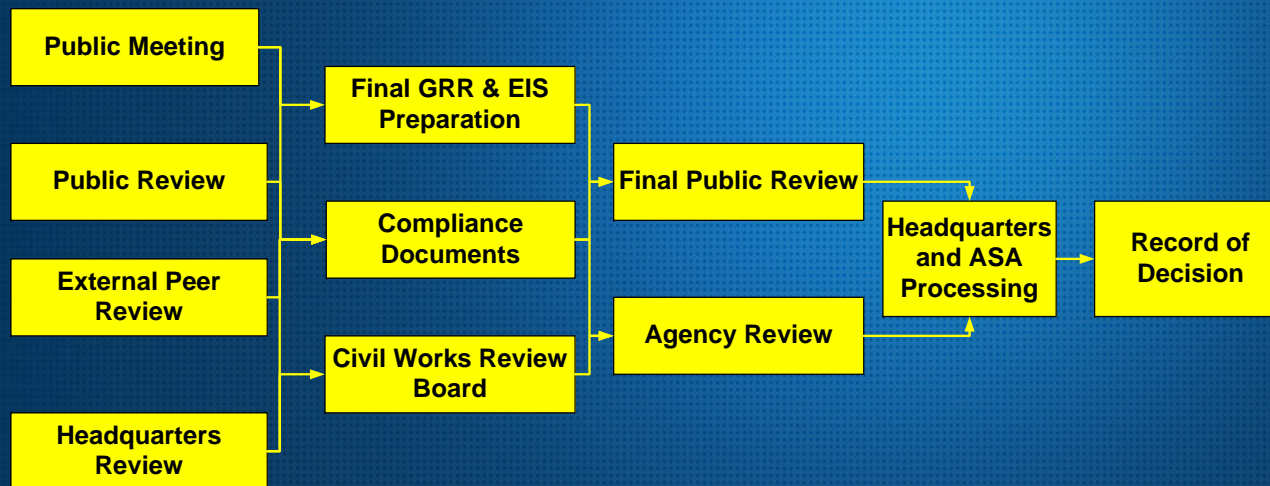 Public Meeting
Public Review
External Peer
Review
Headquarters
Review
Final GRR & EIS
Preparation
Compliance
Documents
Civil Works Review
Board
Final Public Review
Agency Review
Headquarters
and ASA
Processing
Record of
Decision